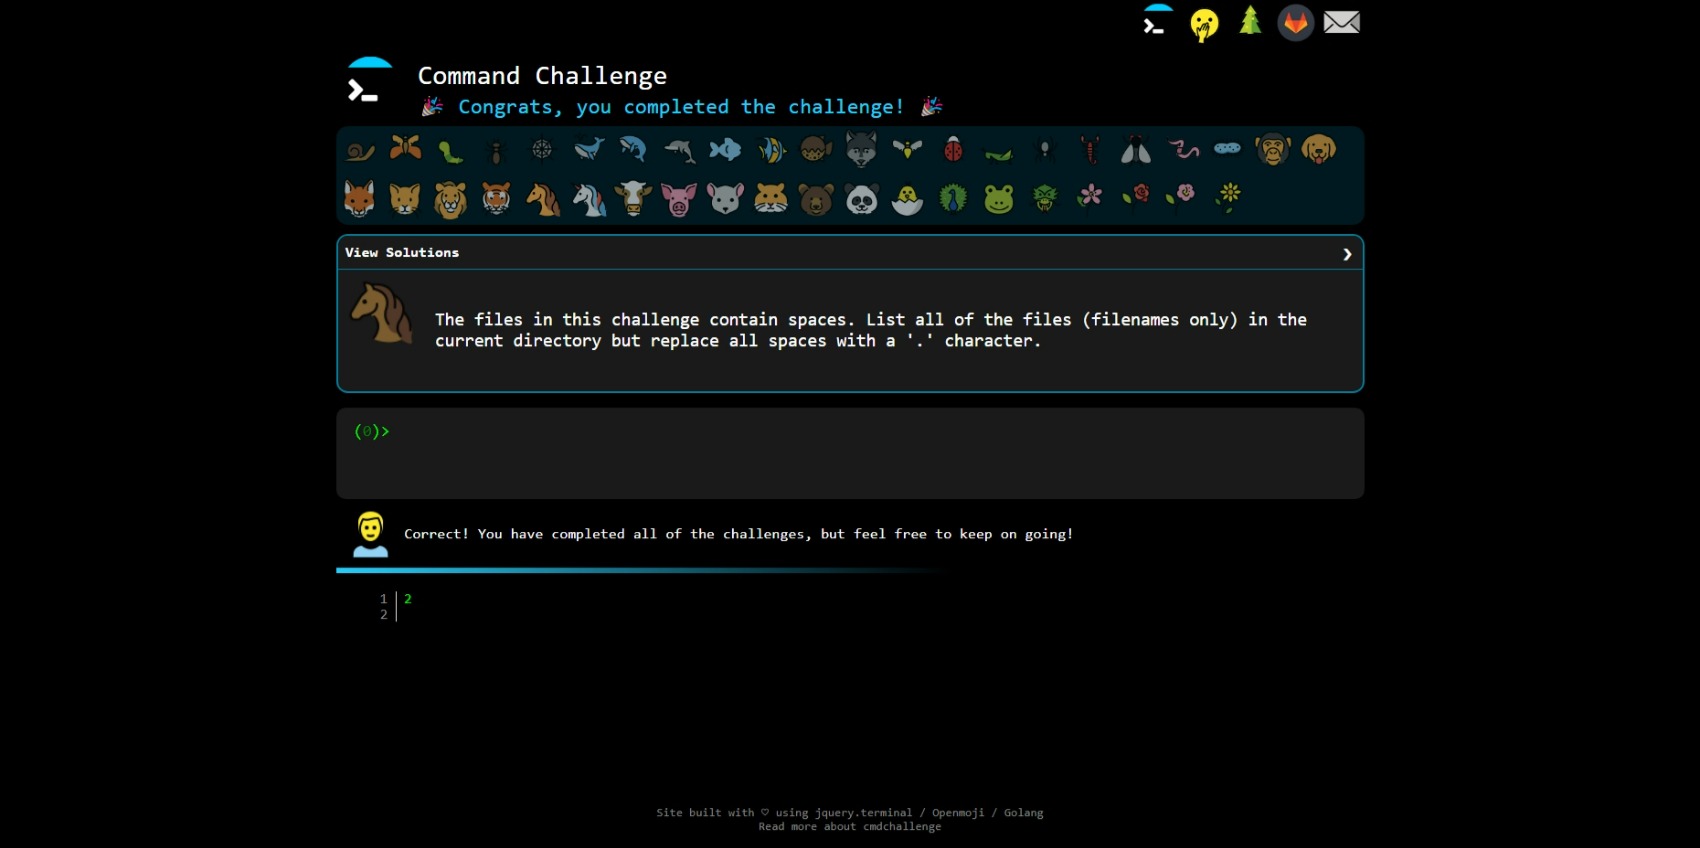 Command Challenge
🎉 Congrats, you completed the challenge! 🎉
View Solutions ❯
The files in this challenge contain spaces. List all of the files (filenames only) in the
current directory but replace all spaces with a '.' character.
(0)>
Correct! You have completed all of the challenges, but feel free to keep on going!
1 2
2
Site built with ♡ using jquery.terminal / Openmoji / Golang
Read more about cmdchallenge